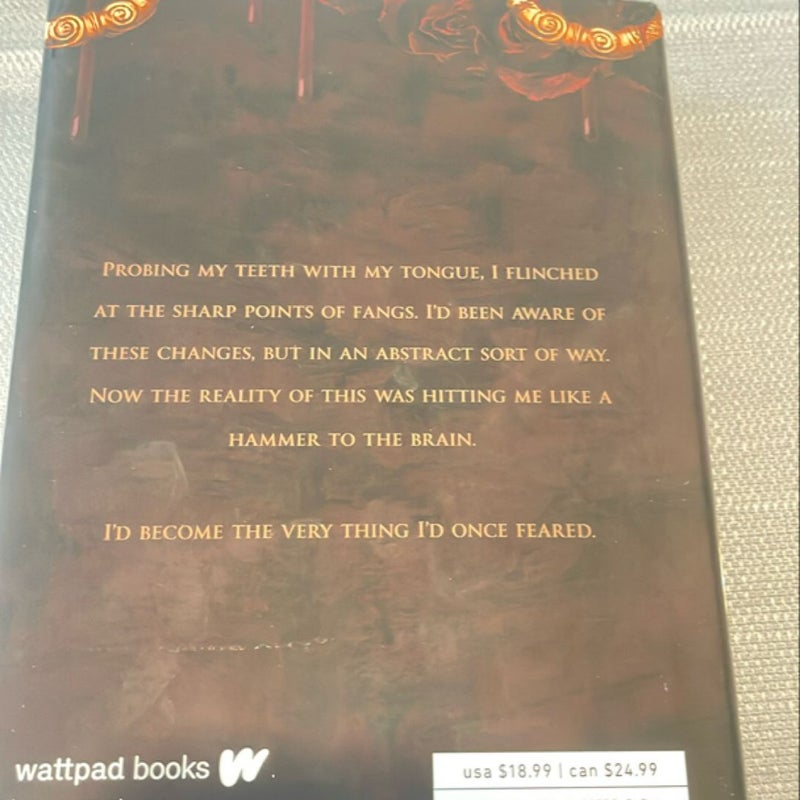 Probing my teeth with my tongue, I flinched
at the sharp points of fangs. I'd been aware of
these changes, but in an abstract sort of way.
Now the reality of this was hitting me like a
hammer to the brain.
I'd become the very thing I'd once feared.
wattpad books W
usa $18.99 | can $24.99